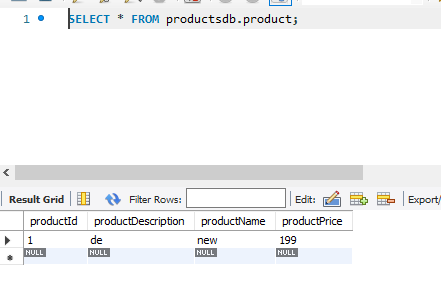 1 SELECT * FROM productsdb.product;
Result Grid Filter Rows: Edit: Export/
productId productDescription productName productPrice
1 de new 199
NULL NULL NULL NULL